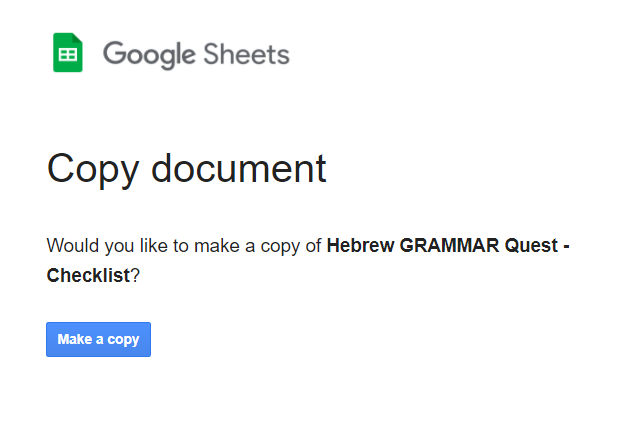 Google Sheets
Copy document
Would you like to make a copy of Hebrew GRAMMAR Quest -
Checklist?
Make a copy